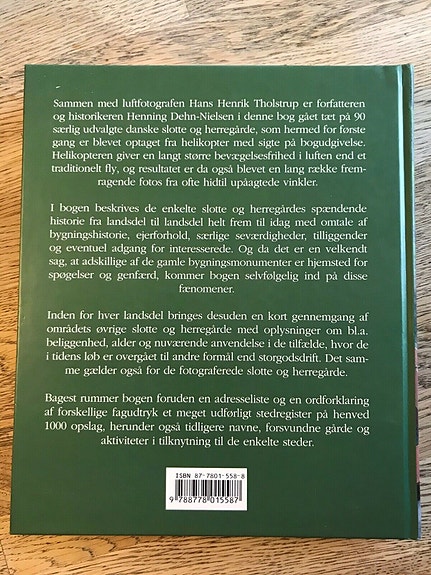 Sammen med luftfotografen Hans Henrik Tholstrup er forfatteren
og historikeren Henning Dehn-Nielsen i denne bog gået tæt på 90
særlig udvalgte danske slotte og herregårde, som hermed for første
gang er blevet optaget fra helikopter med sigte på bogudgivelse.
Helikopteren giver en langt større bevægelsesfrihed i luften end et
traditionelt fly, og resultatet er da også blevet en lang række frem-
ragende fotos fra ofte hidtil upåagtede vinkler.
I bogen beskrives de enkelte slotte og herregårdes spændende
historie fra landsdel til landsdel helt frem til idag med omtale af
bygningshistorie, ejerforhold, særlige seværdigheder, tilliggender
og eventuel adgang for interesserede. Og da det er en velkendt
sag, at adskillige af de gamle bygningsmonumenter er hjemsted for
spøgelser og genfærd, kommer bogen selvfølgelig ind på disse
fænomener.
Inden for hver landsdel bringes desuden en kort gennemgang af
områdets øvrige slotte og herregårde med oplysninger om bl.a.
beliggenhed, alder og nuværende anvendelse i de tilfælde, hvor de
i tidens løb er overgået til andre formål end storgodsdrift. Det sam-
me gælder også for de fotograferede slotte og herregårde.
Bagest rummer bogen foruden en adresseliste og en ordforklaring
af forskellige fagudtryk et meget udførligt stedregister på henved
1000 opslag, herunder også tidligere navne, forsvundne gårde og
aktiviteter i tilknytning til de enkelte steder.
ISBN 87-7801-558-8
9 788778 015587